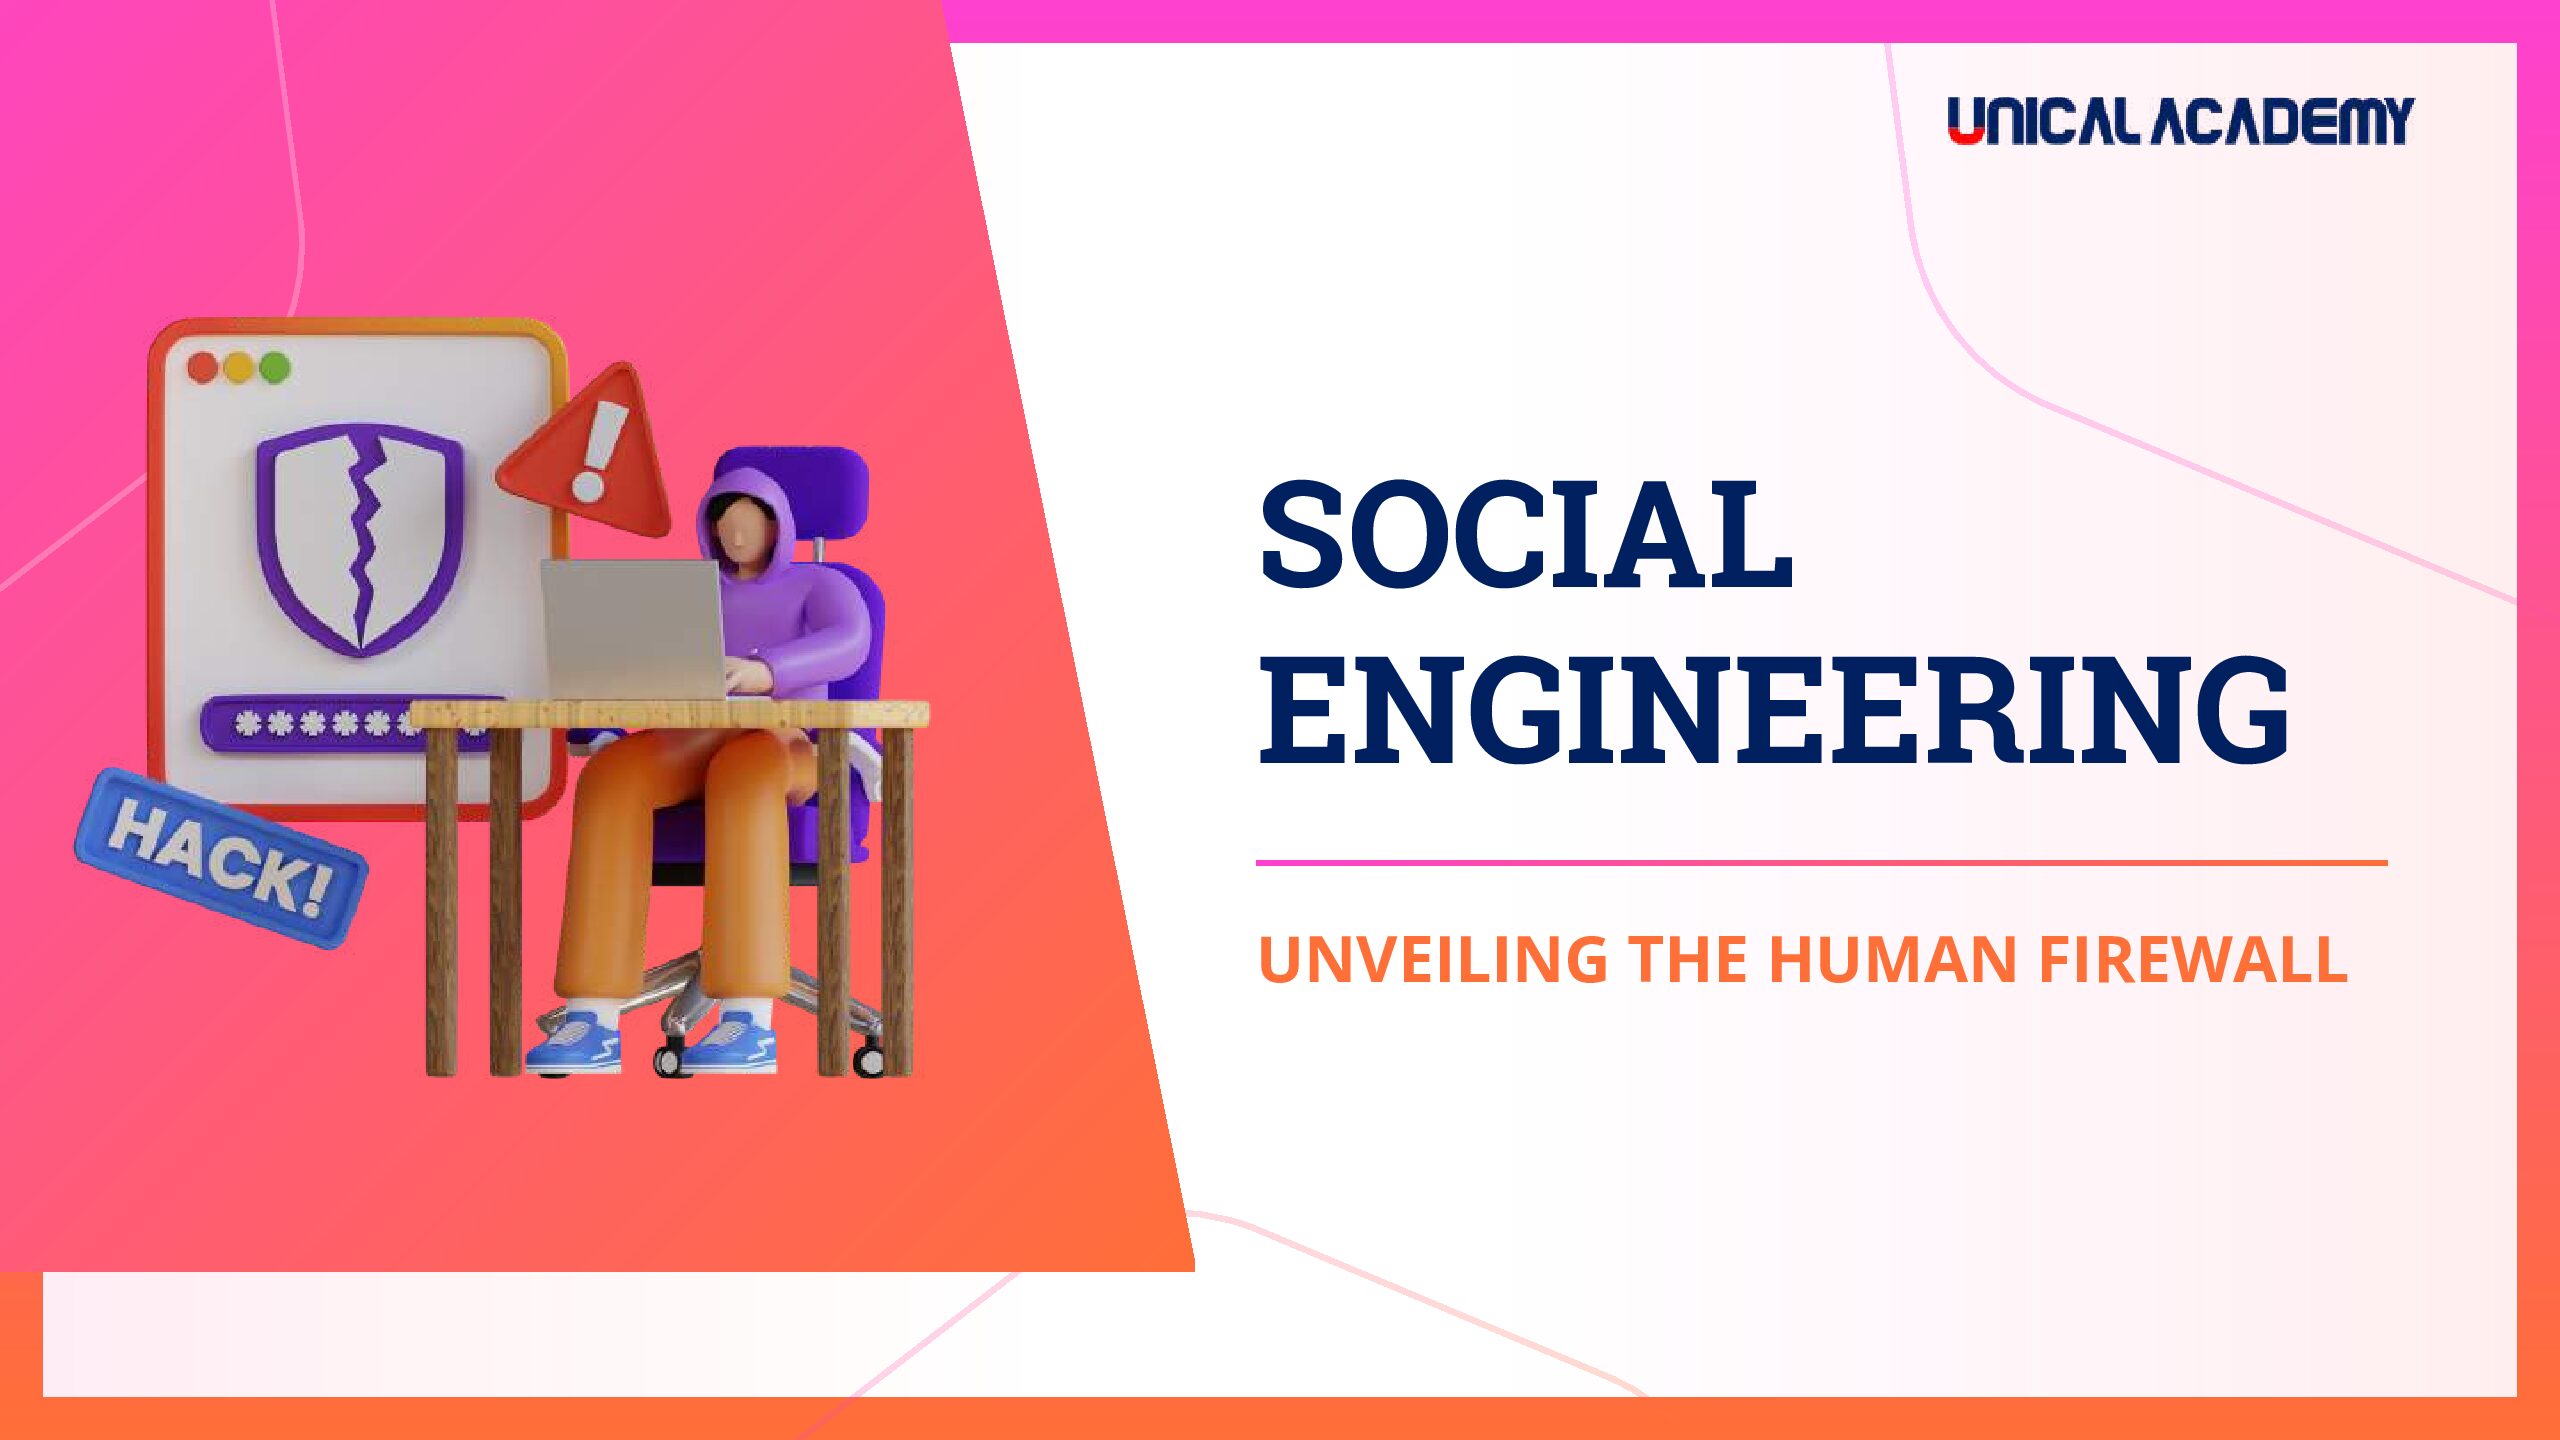 UNICAL ACADEMY
SOCIAL
ENGINEERING
UNVEILING THE HUMAN FIREWALL
HACK!